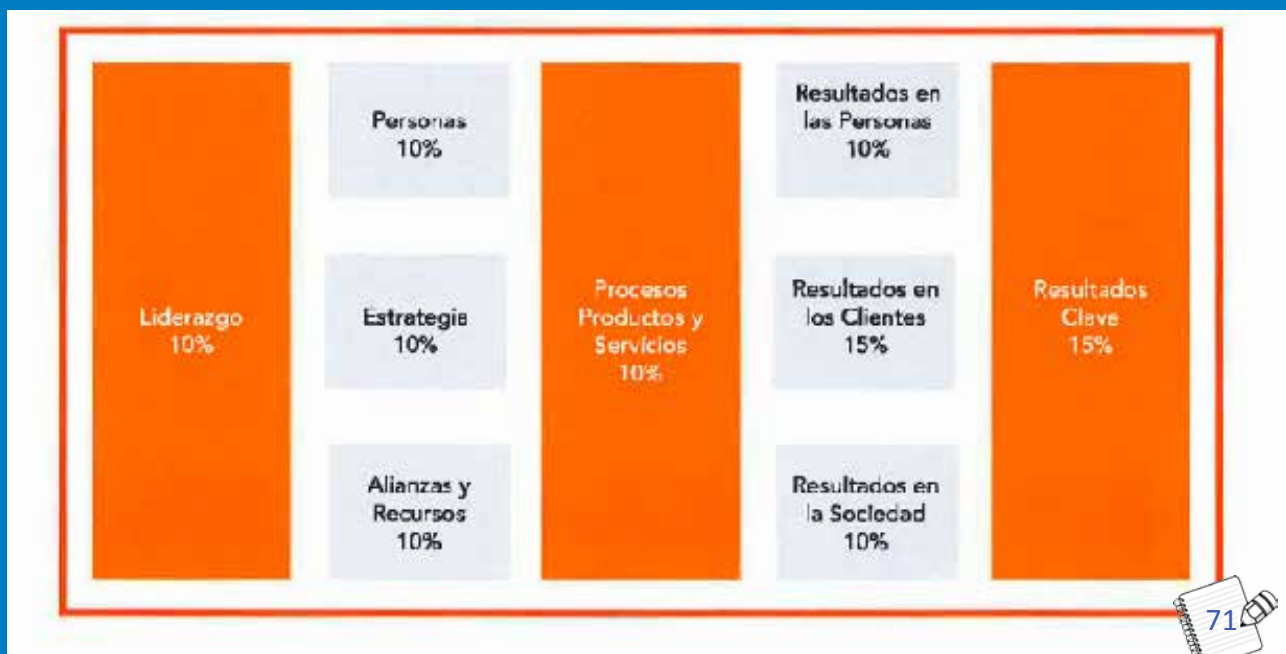 Liderazgo
10%
Personas
10%
Estrategia
10%
Alianzas y
Recursos
10%
Procesos
Productos y
Servicios
10%
Resultados en
las Personas
10%
Resultados en
los Clientes
15%
Resultados en
la Sociedad
10%
Resultados
Clave
15%
71